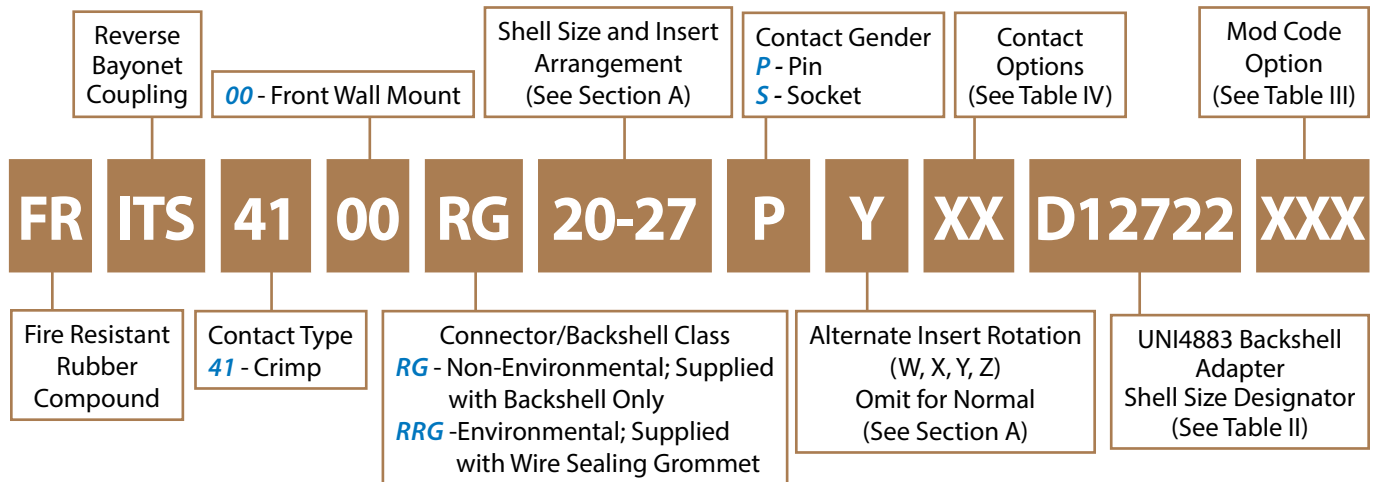 Reverse
Bayonet
Coupling
00 - Front Wall Mount
Shell Size and Insert
Arrangement
(See Section A)
Contact Gender
P - Pin
S - Socket
Contact
Options
(See Table IV)
Mod Code
Option
(See Table III)
FR ITS 41 00 RG 20-27 P Y XX D12722 XXX
Fire Resistant
Rubber
Compound
Contact Type
41 - Crimp
Connector/Backshell Class
RG - Non-Environmental; Supplied
with Backshell Only
RRG -Environmental; Supplied
with Wire Sealing Grommet
Alternate Insert Rotation
(W, X, Y, Z)
Omit for Normal
(See Section A)
UNI4883 Backshell
Adapter
Shell Size Designator
(See Table II)